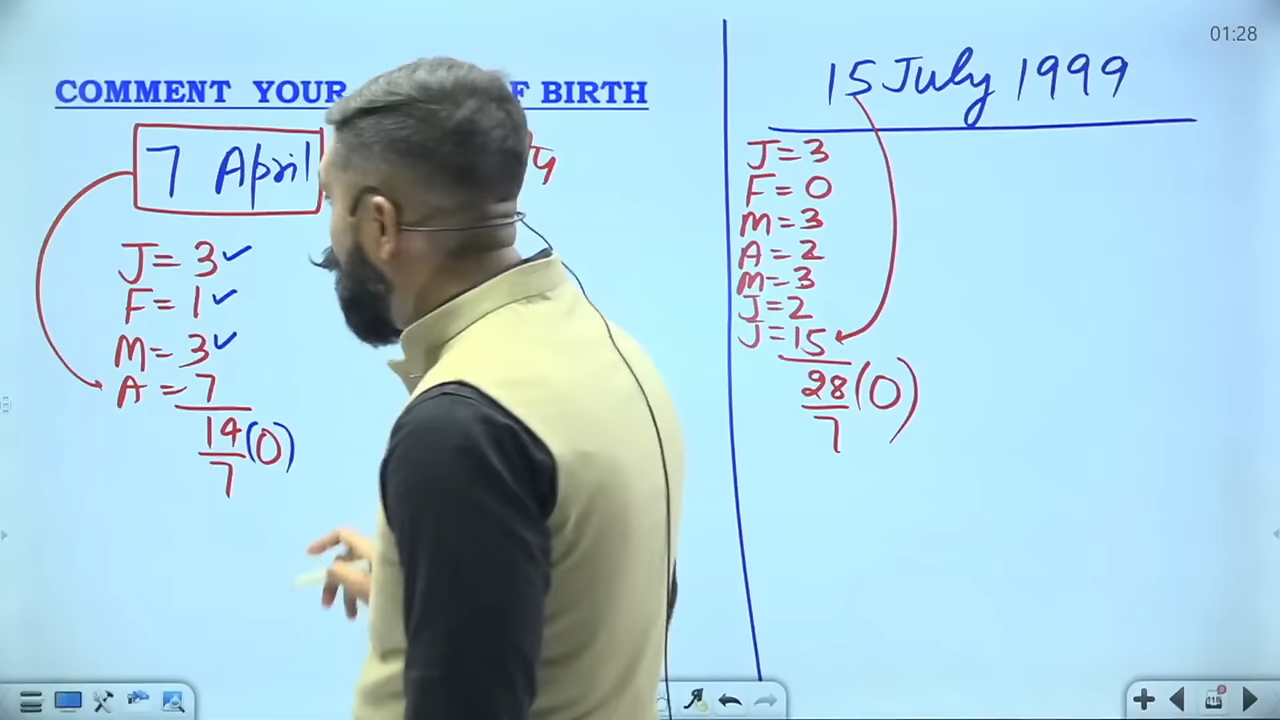 01:28
COMMENT YOUR F BIRTH
7 April
4
J = 3 ✓
F = 1 ✓
M = 3 ✓
A = 7
14 (0)
7
15 July 1999
J = 3
F = 0
M = 3
A = 2
M = 3
J = 2
J = 15
28 (0)
7